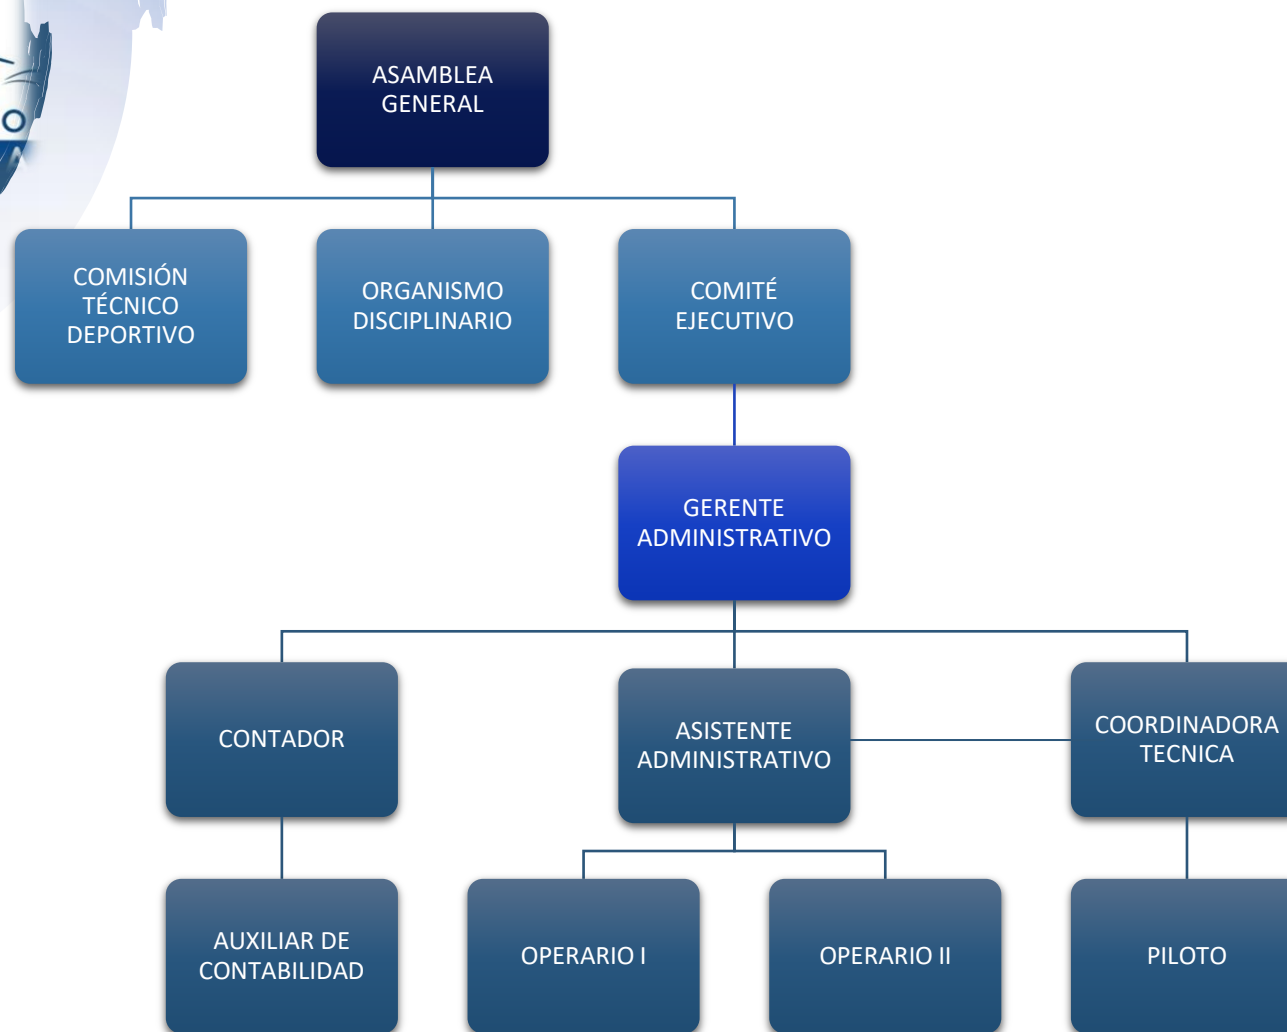 ASAMBLEA
GENERAL
COMISIÓN
TÉCNICO
DEPORTIVO
ORGANISMO
DISCIPLINARIO
COMITÉ
EJECUTIVO
GERENTE
ADMINISTRATIVO
CONTADOR
ASISTENTE
ADMINISTRATIVO
COORDINADORA
TECNICA
AUXILIAR DE
CONTABILIDAD
OPERARIO I
OPERARIO II
PILOTO